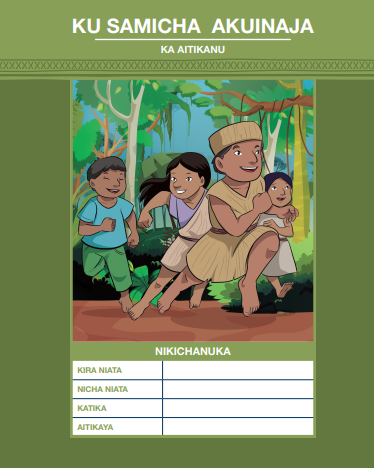 KU SAMICHA AKUINAJA
KA AITIKANU
NIKICHANUKA
KIRA NIATA
NICHA NIATA
KATIKA
AITIKAYA